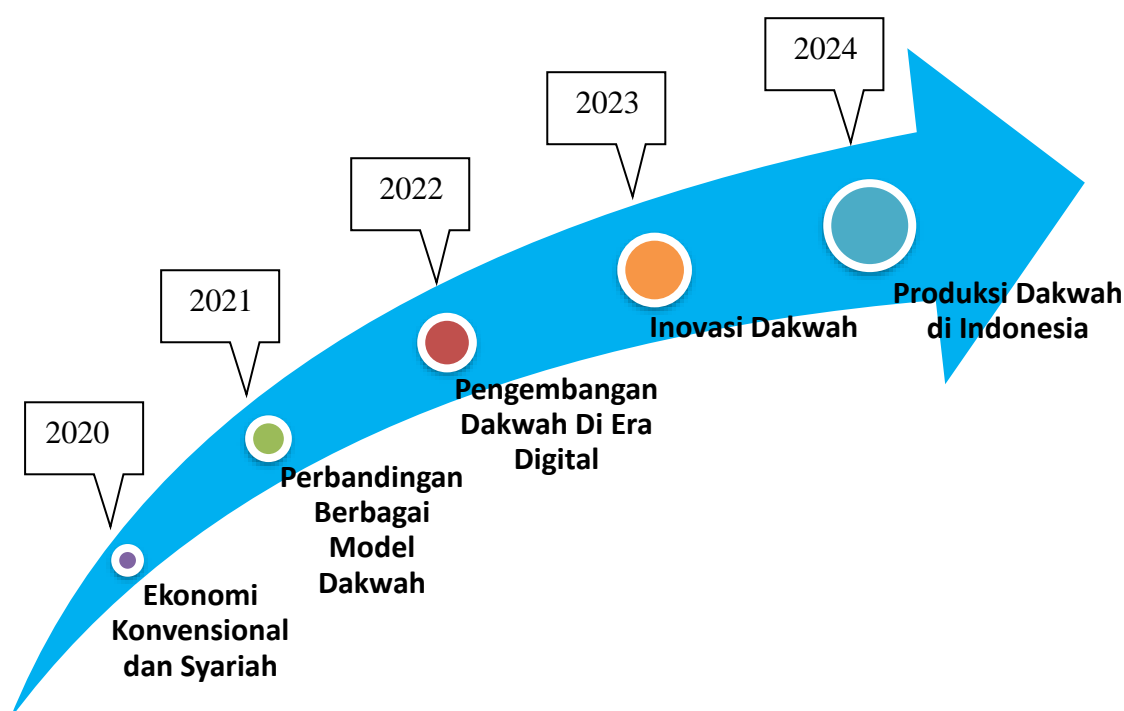 2020
Ekonomi
Konvensional
dan Syariah
2021
Perbandingan
Berbagai
Model
Dakwah
2022
Pengembangan
Dakwah Di Era
Digital
2023
Inovasi Dakwah
2024
Produksi Dakwah
di Indonesia